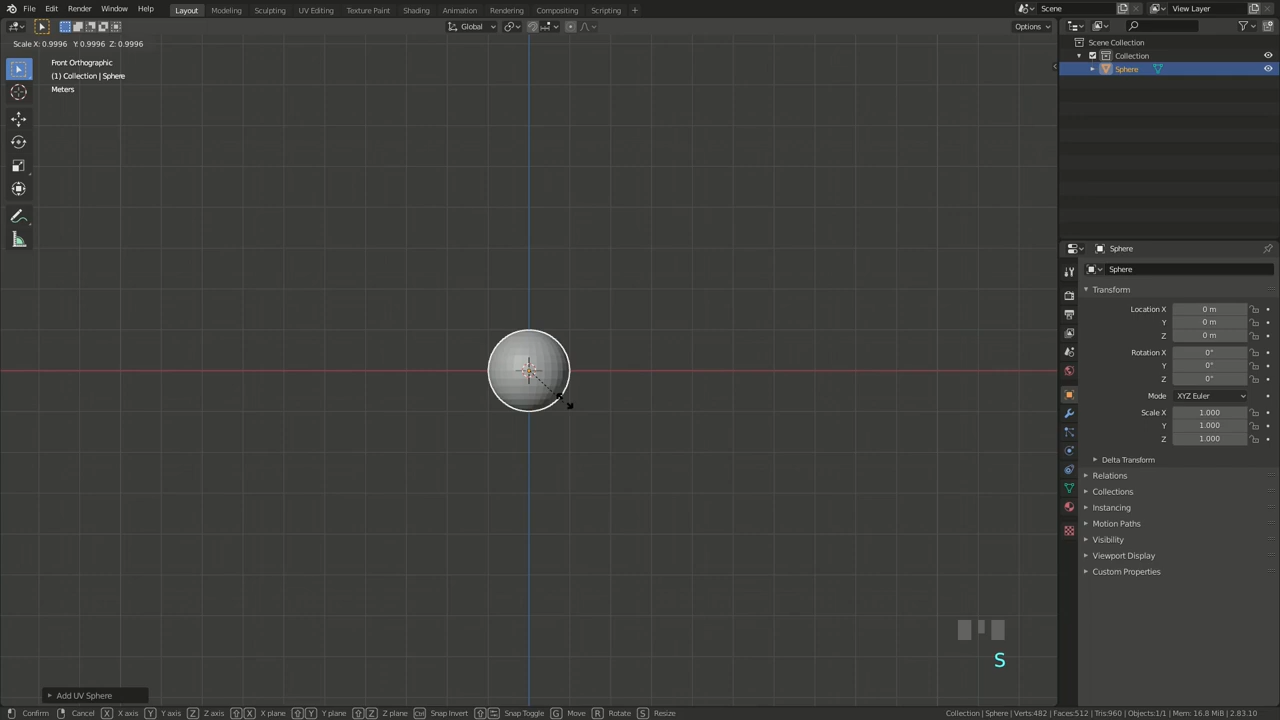 File Edit Render Window Help Layout Modeling Sculpting UV Editing Texture Paint Shading Animation Rendering Compositing Scripting + Scene View Layer
Global Options
Scale X: 0.9996 Y: 0.9996 Z: 0.9996
Front Orthographic
(1) Collection | Sphere
Meters
Scene Collection
Collection
Sphere
Sphere
Sphere
Transform
Location X 0 m
Y 0 m
Z 0 m
Rotation X 0°
Y 0°
Z 0°
Mode XYZ Euler
Scale X 1.000
Y 1.000
Z 1.000
Delta Transform
Relations
Collections
Instancing
Motion Paths
Visibility
Viewport Display
Custom Properties
S
Add UV Sphere
Confirm Cancel X X axis Y Y axis Z Z axis X X plane Y Y plane Z Z plane Ctrl Snap Invert Snap Toggle G Move R Rotate S Resize Collection | Sphere | Verts:482 | Faces:512 | Tris:960 | Objects:1/1 | Mem: 16.8 MiB | 2.83.10